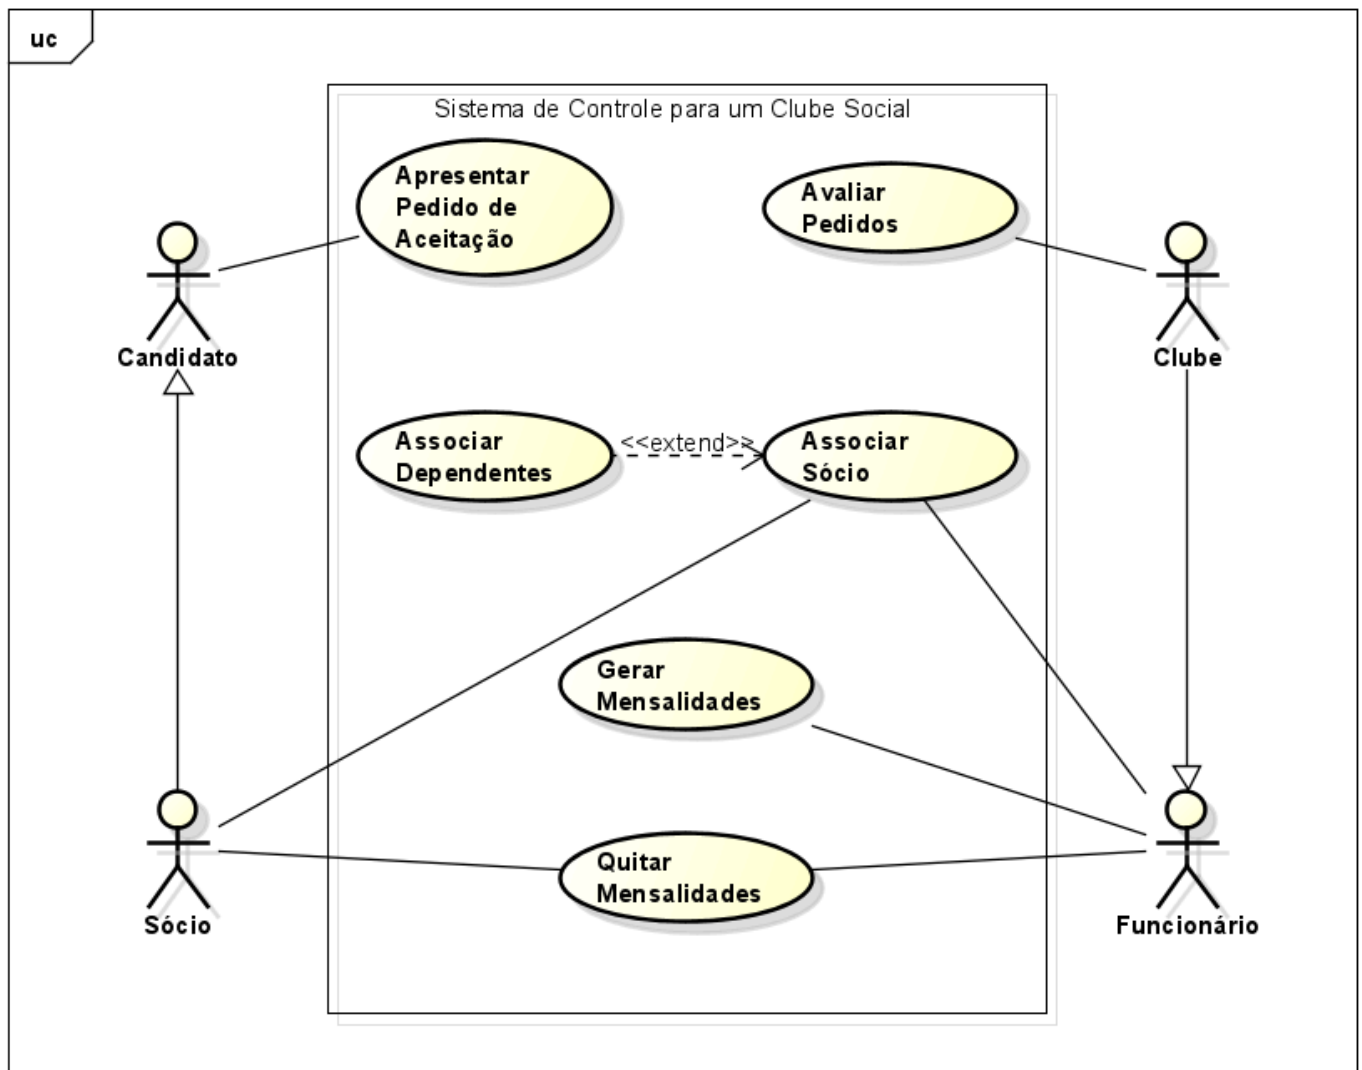 uc
Sistema de Controle para um Clube Social
Apresentar
Pedido de
Aceitação
Avaliar
Pedidos
Candidato
Clube
Associar
Dependentes
<<extend>>
Associar
Sócio
Gerar
Mensalidades
Quitar
Mensalidades
Sócio
Funcionário